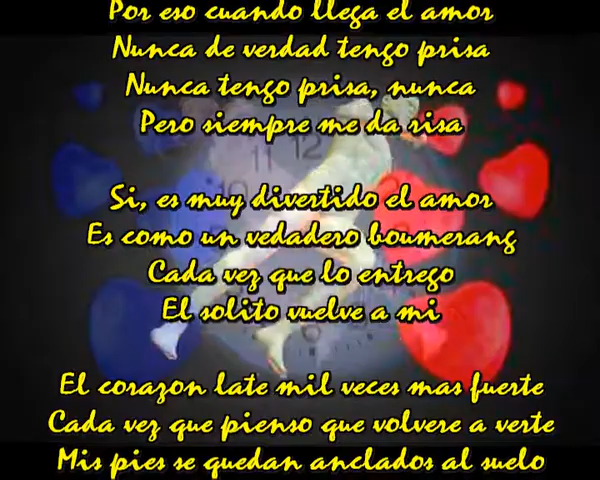 Por eso cuando llega el amor
Nunca de verdad tengo prisa
Nunca tengo prisa, nunca
Pero siempre me da risa
Si, es muy divertido el amor
Es como un vedadero boumerang
Cada vez que lo entrego
El solito vuelve a mi
El corazon late mil veces mas fuerte
Cada vez que pienso que volvere a verte
Mis pies se quedan anclados al suelo
11 12
10